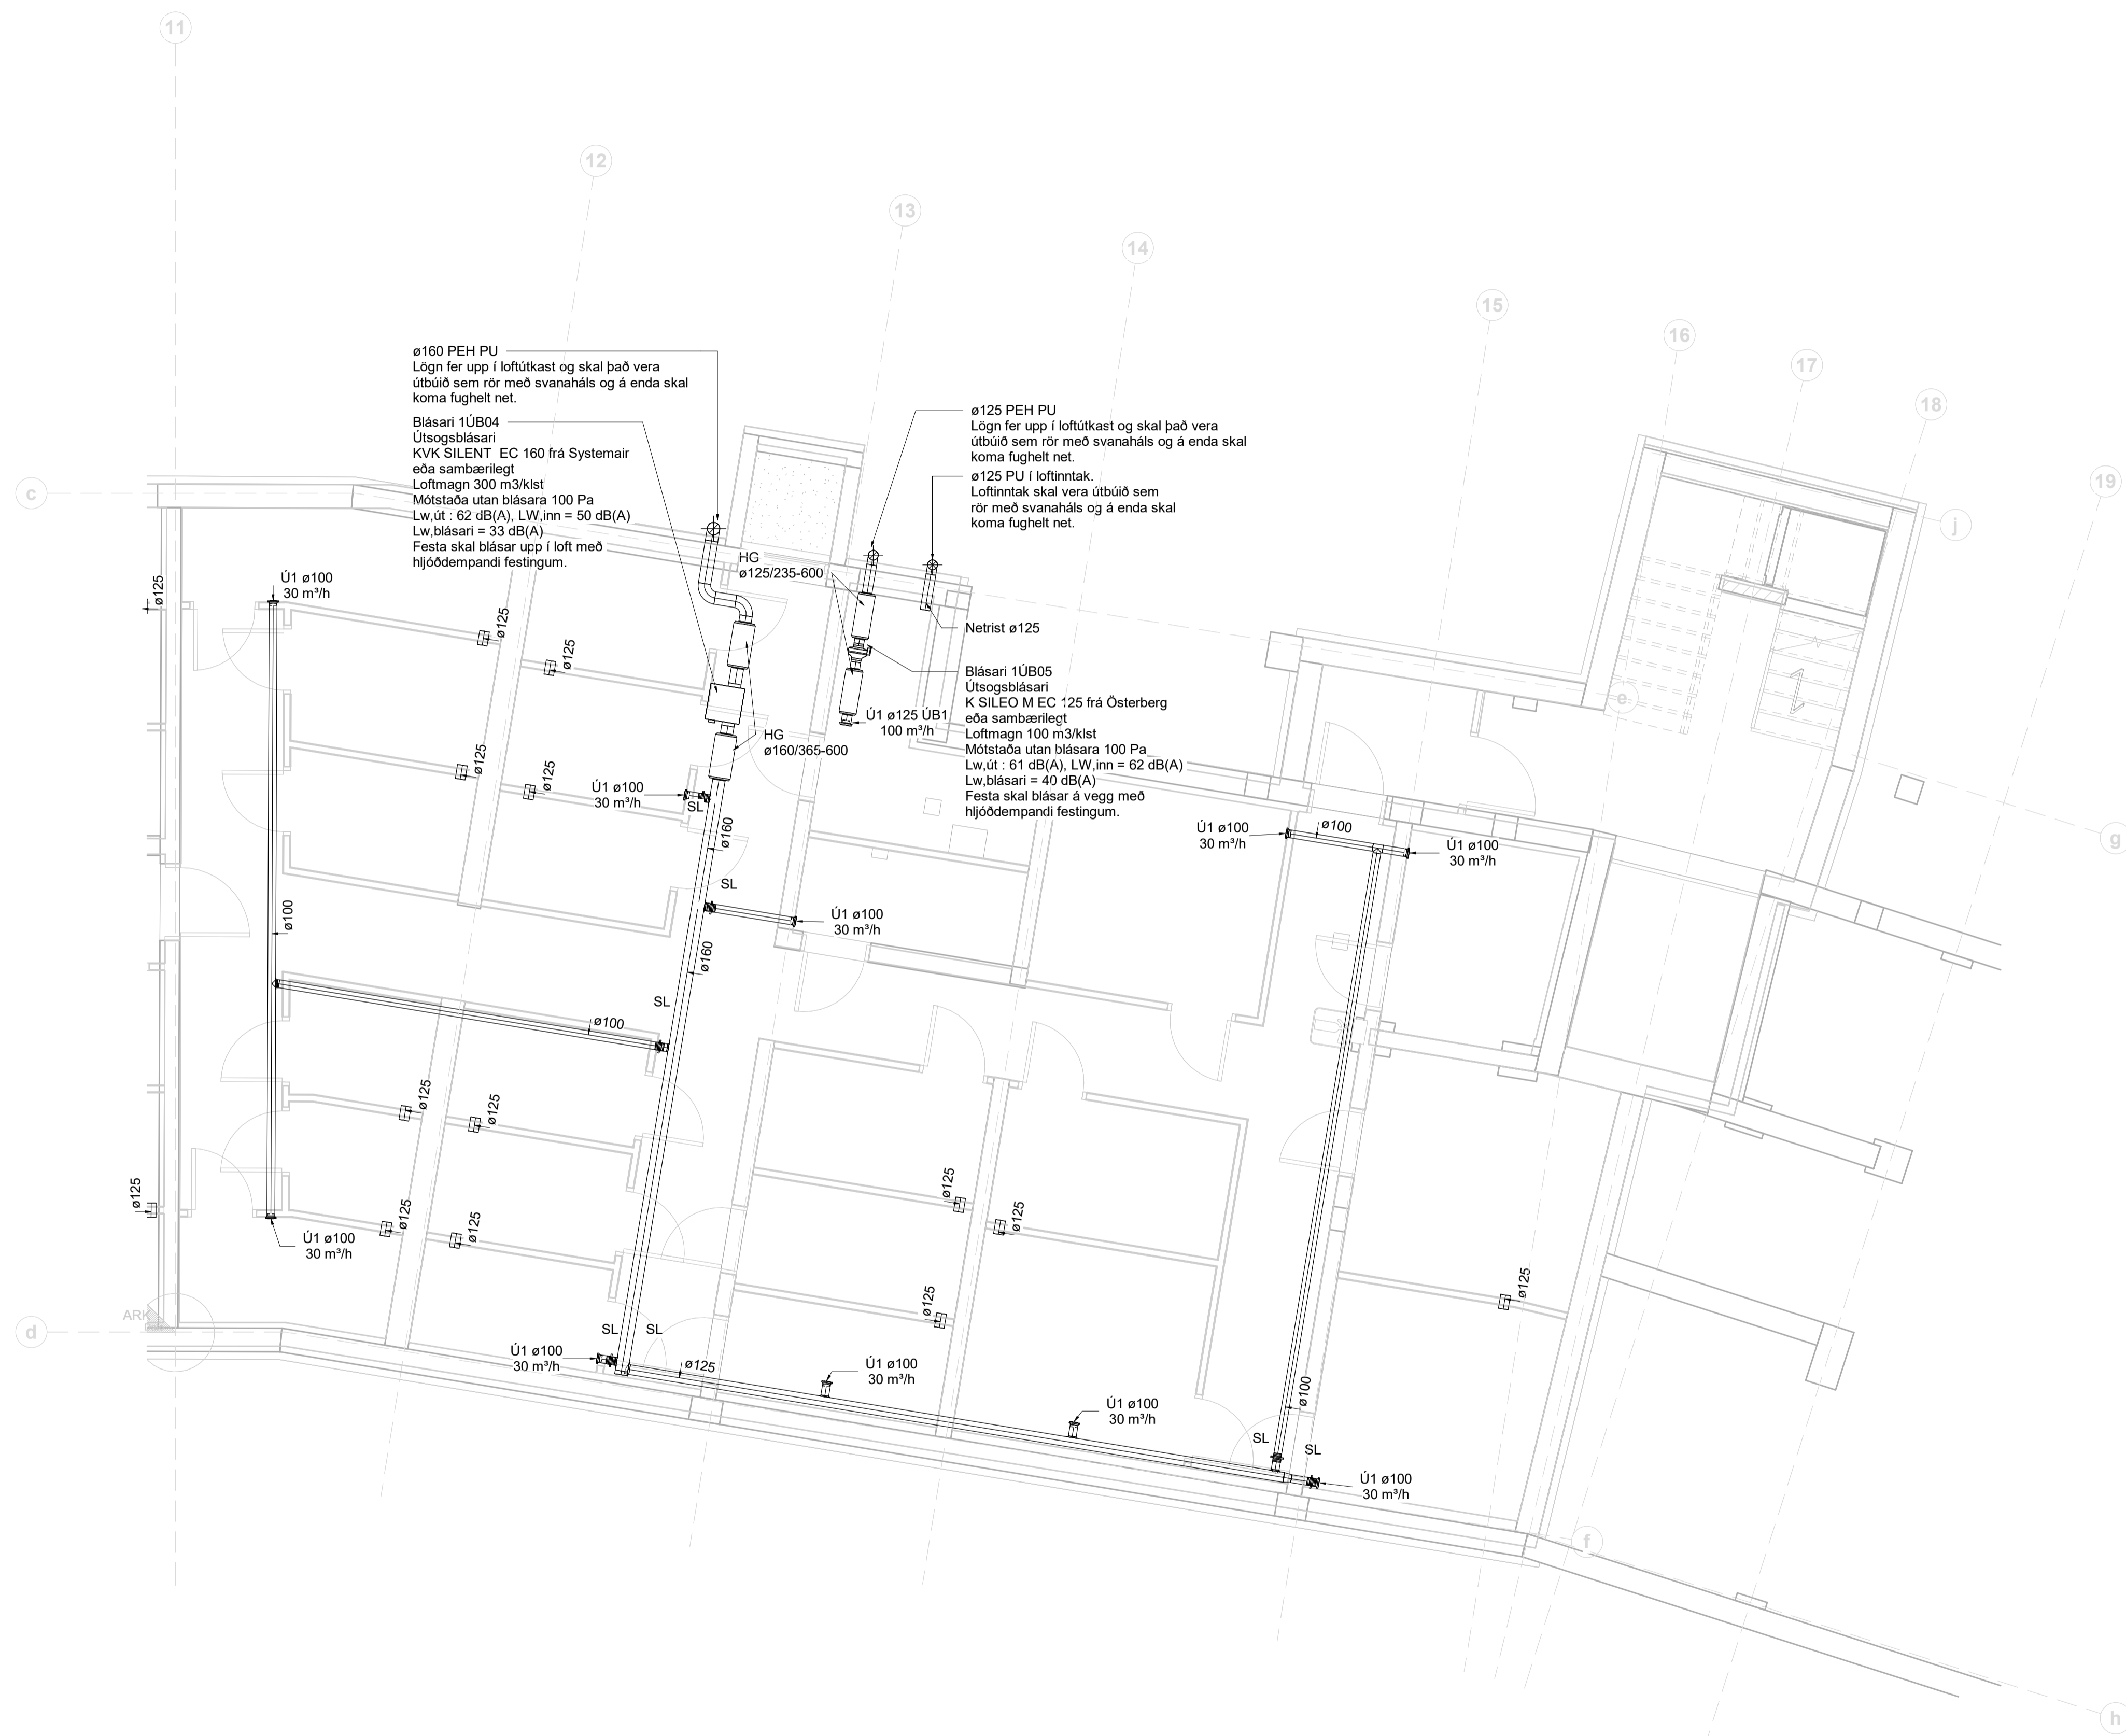 11
12
13
14
15
16
17
18
19
c
d
e
f
g
h
j
ø160 PEH PU
Lögn fer upp í loftútkast og skal það vera
útbúið sem rör með svanaháls og á enda skal
koma fughelt net.
Blásari 1ÚB04
Útsogsblásari
KVK SILENT EC 160 frá Systemair
eða sambærilegt
Loftmagn 300 m3/klst
Mótstaða utan blásara 100 Pa
Lw,út : 62 dB(A), LW,inn = 50 dB(A)
Lw,blásari = 33 dB(A)
Festa skal blásar upp í loft með
hljóðdempandi festingum.
ø125 PEH PU
Lögn fer upp í loftútkast og skal það vera
útbúið sem rör með svanaháls og á enda skal
koma fughelt net.
ø125 PU í loftinntak.
Loftinntak skal vera útbúið sem
rör með svanaháls og á enda skal
koma fughelt net.
HG
ø125/235-600
Netrist ø125
Blásari 1ÚB05
Útsogsblásari
K SILEO M EC 125 frá Österberg
eða sambærilegt
Loftmagn 100 m3/klst
Mótstaða utan blásara 100 Pa
Lw,út : 61 dB(A), LW,inn = 62 dB(A)
Lw,blásari = 40 dB(A)
Festa skal blásar á vegg með
hljóðdempandi festingum.
Ú1 ø125 ÚB1
100 m³/h
HG
ø160/365-600
ø125
Ú1 ø100
30 m³/h
ø125
ø125
ø125
ø125
Ú1 ø100
30 m³/h
SL
ø160
SL
Ú1 ø100
30 m³/h
ø100
Ú1 ø100
30 m³/h
Ú1 ø100
30 m³/h
ø100
ø160
SL
ø100
ø125
ø125
ø125
ø125
ø125
Ú1 ø100
30 m³/h
ø125
ø125
ø125
ø125
ARK
SL
SL
Ú1 ø100
30 m³/h
ø125
Ú1 ø100
30 m³/h
Ú1 ø100
30 m³/h
ø100
SL
SL
Ú1 ø100
30 m³/h